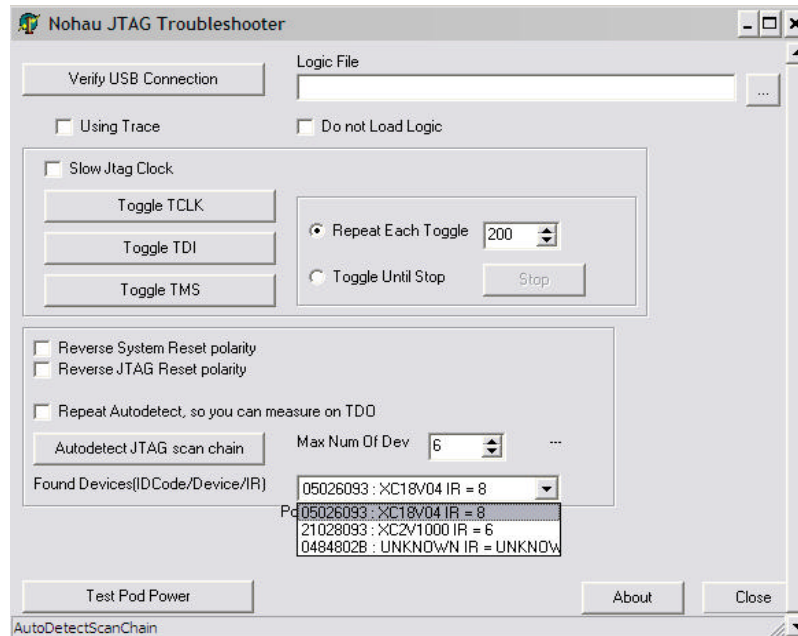 Nohau JTAG Troubleshooter
Verify USB Connection
Logic File
...
Using Trace
Do not Load Logic
Slow Jtag Clock
Toggle TCLK
Toggle TDI
Toggle TMS
Repeat Each Toggle
200
Toggle Until Stop
Stop
Reverse System Reset polarity
Reverse JTAG Reset polarity
Repeat Autodetect, so you can measure on TDO
Autodetect JTAG scan chain
Max Num Of Dev
6
---
Found Devices(IDCode/Device/IR)
05026093 : XC18V04 IR = 8
05026093 : XC18V04 IR = 8
21028093 : XC2V1000 IR = 6
0484802B : UNKNOWN IR = UNKNOW
Test Pod Power
About
Close
AutoDetectScanChain